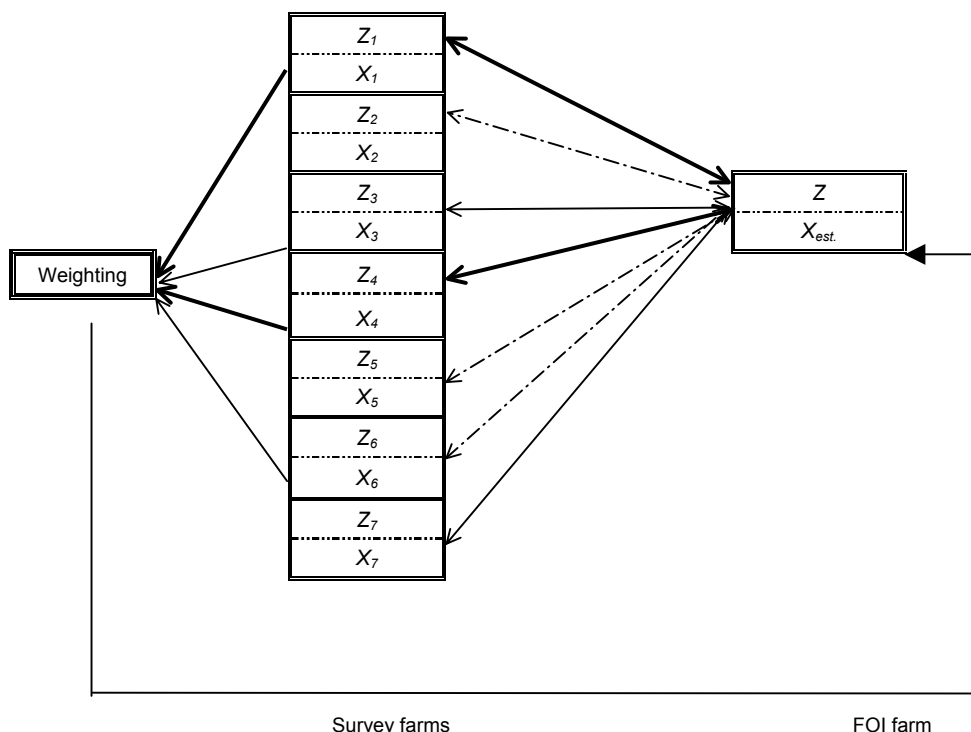 Z1
X1
Z2
X2
Z3
X3
Z4
X4
Z5
X5
Z6
X6
Z7
X7
Weighting
Z
Xest.
Survey farms
FOI farm